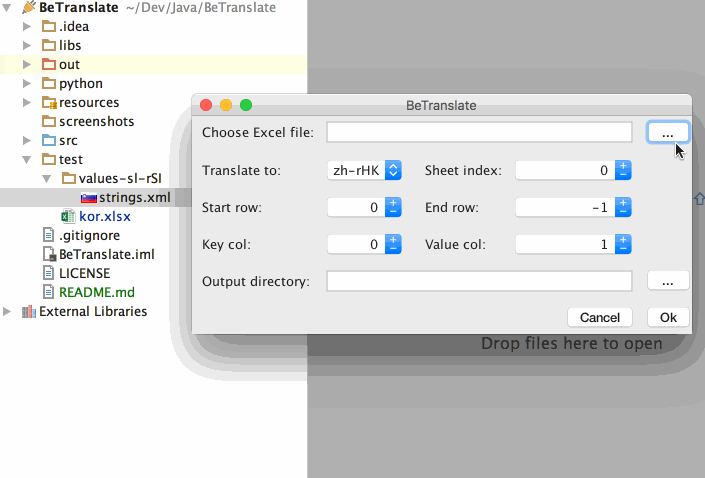 BeTranslate ~/Dev/Java/BeTranslate
.idea
libs
out
python
resources
screenshots
src
test
values-sl-rSI
strings.xml
kor.xlsx
.gitignore
BeTranslate.iml
LICENSE
README.md
External Libraries
BeTranslate
Choose Excel file: ...
Translate to: zh-rHK Sheet index: 0
Start row: 0 End row: -1
Key col: 0 Value col: 1
Output directory: ...
Cancel Ok
Drop files here to open